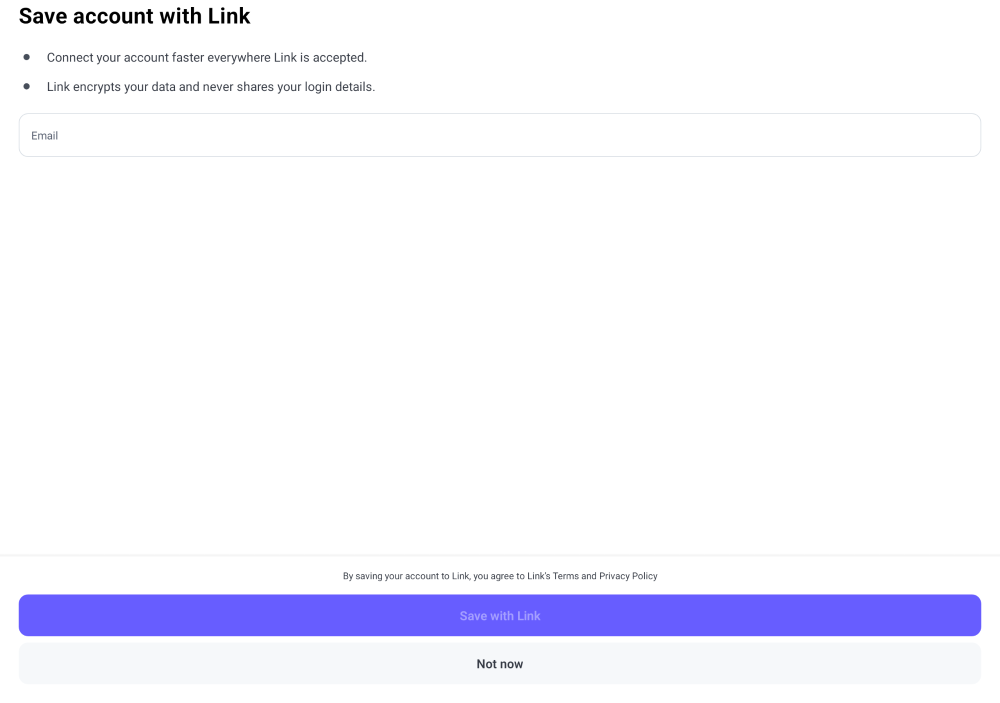 Save account with Link
Connect your account faster everywhere Link is accepted.
Link encrypts your data and never shares your login details.
Email
By saving your account to Link, you agree to Link's Terms and Privacy Policy
Save with Link
Not now